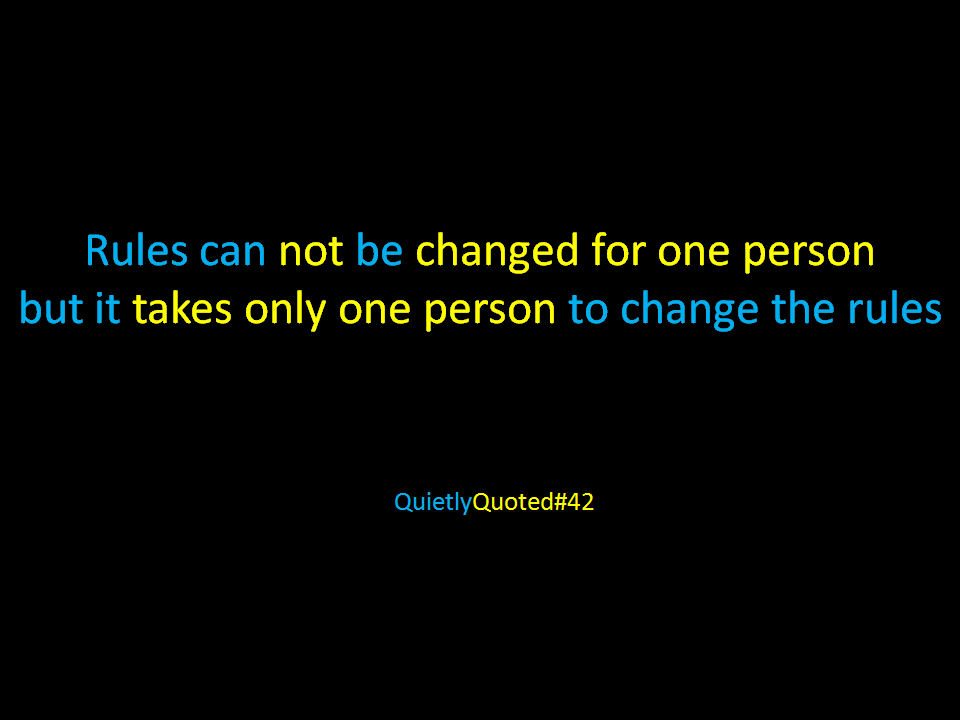 Rules can not be changed for one person
but it takes only one person to change the rules
QuietlyQuoted#42